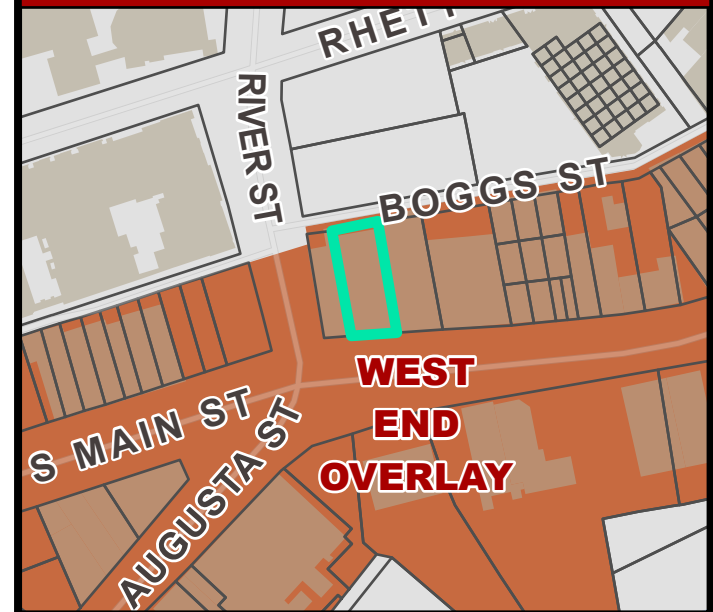 RHETT
RIVER ST
BOGGS ST
S MAIN ST
AUGUSTA ST
WEST
END
OVERLAY